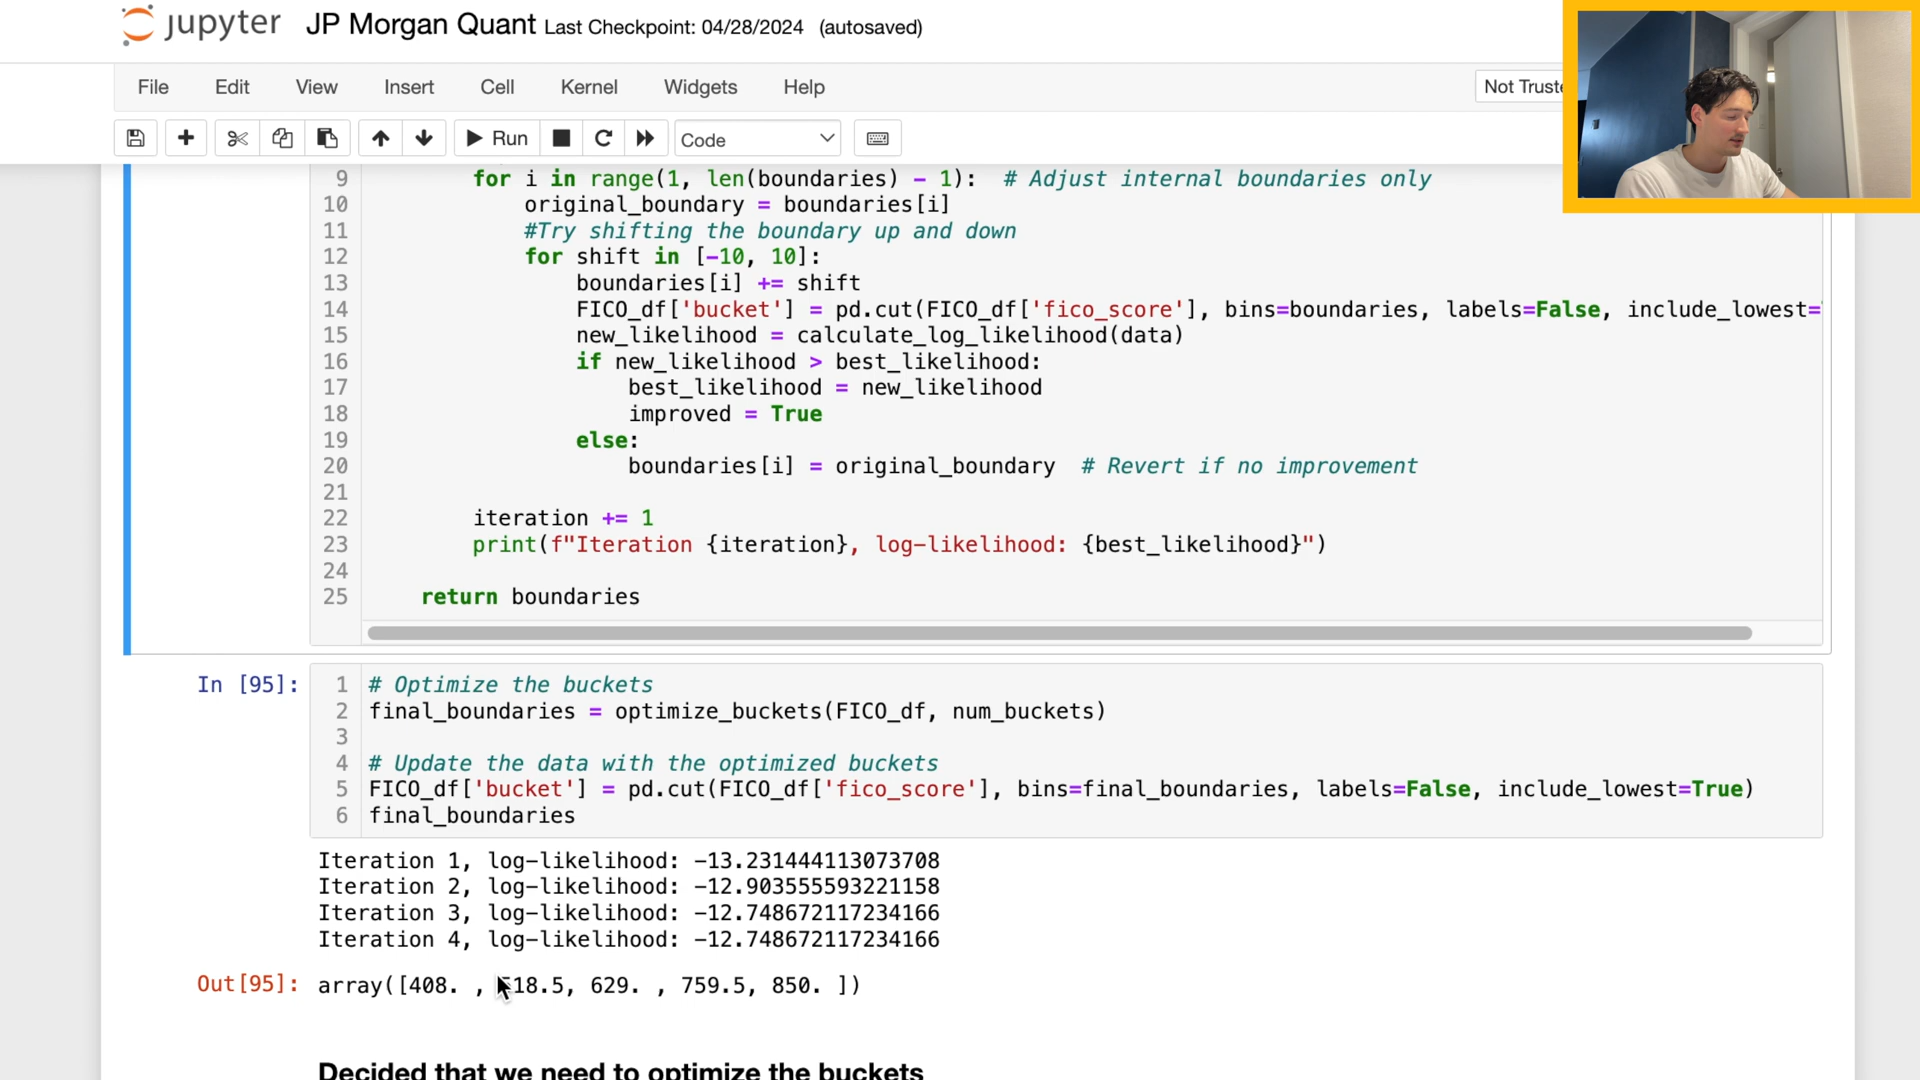 jupyter JP Morgan Quant Last Checkpoint: 04/28/2024 (autosaved)
File Edit View Insert Cell Kernel Widgets Help Not Truste
Run Code
9 for i in range(1, len(boundaries) - 1): # Adjust internal boundaries only
10 original_boundary = boundaries[i]
11 #Try shifting the boundary up and down
12 for shift in [-10, 10]:
13 boundaries[i] += shift
14 FICO_df['bucket'] = pd.cut(FICO_df['fico_score'], bins=boundaries, labels=False, include_lowest=
15 new_likelihood = calculate_log_likelihood(data)
16 if new_likelihood > best_likelihood:
17 best_likelihood = new_likelihood
18 improved = True
19 else:
20 boundaries[i] = original_boundary # Revert if no improvement
21
22 iteration += 1
23 print(f"Iteration {iteration}, log-likelihood: {best_likelihood}")
24
25 return boundaries
In [95]: 1 # Optimize the buckets
2 final_boundaries = optimize_buckets(FICO_df, num_buckets)
3
4 # Update the data with the optimized buckets
5 FICO_df['bucket'] = pd.cut(FICO_df['fico_score'], bins=final_boundaries, labels=False, include_lowest=True)
6 final_boundaries
Iteration 1, log-likelihood: -13.231444113073708
Iteration 2, log-likelihood: -12.903555593221158
Iteration 3, log-likelihood: -12.748672117234166
Iteration 4, log-likelihood: -12.748672117234166
Out[95]: array([408. , 18.5, 629. , 759.5, 850. ])
Decided that we need to optimize the buckets